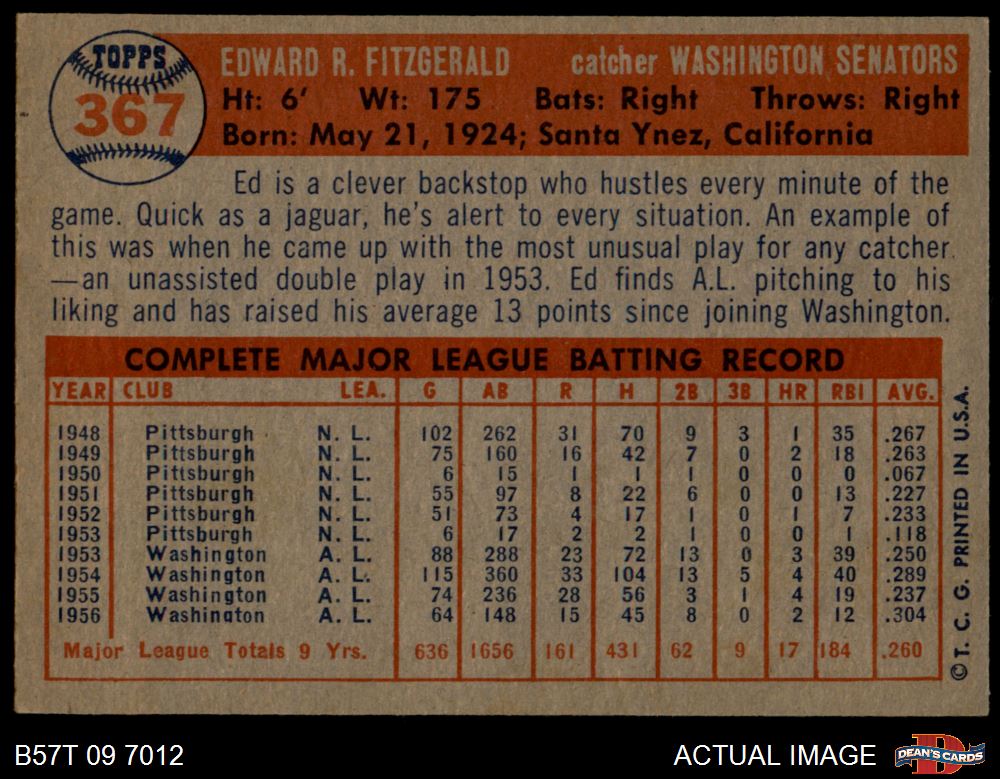 TOPPS
367
EDWARD R. FITZGERALD catcher WASHINGTON SENATORS
Ht: 6' Wt: 175 Bats: Right Throws: Right
Born: May 21, 1924; Santa Ynez, California
Ed is a clever backstop who hustles every minute of the
game. Quick as a jaguar, he's alert to every situation. An example of
this was when he came up with the most unusual play for any catcher
—an unassisted double play in 1953. Ed finds A.L. pitching to his
liking and has raised his average 13 points since joining Washington.
COMPLETE MAJOR LEAGUE BATTING RECORD
YEAR CLUB LEA. G AB R H 2B 3B HR RBI AVG.
1948 Pittsburgh N. L. 102 262 31 70 9 3 1 35 .267
1949 Pittsburgh N. L. 75 160 16 42 7 0 2 18 .263
1950 Pittsburgh N. L. 6 15 1 1 1 0 0 0 .067
1951 Pittsburgh N. L. 55 97 8 22 6 0 0 13 .227
1952 Pittsburgh N. L. 51 73 4 17 1 0 1 7 .233
1953 Pittsburgh N. L. 6 17 2 2 1 0 0 1 .118
1953 Washington A. L. 88 288 23 72 13 0 3 39 .250
1954 Washington A. L. 115 360 33 104 13 5 4 40 .289
1955 Washington A. L. 74 236 28 56 3 1 4 19 .237
1956 Washington A. L. 64 148 15 45 8 0 2 12 .304
Major League Totals 9 Yrs. 636 1656 161 431 62 9 17 184 .260
© T. C. G. PRINTED IN U.S.A.
B57T 09 7012 ACTUAL IMAGE
DEAN'S CARDS